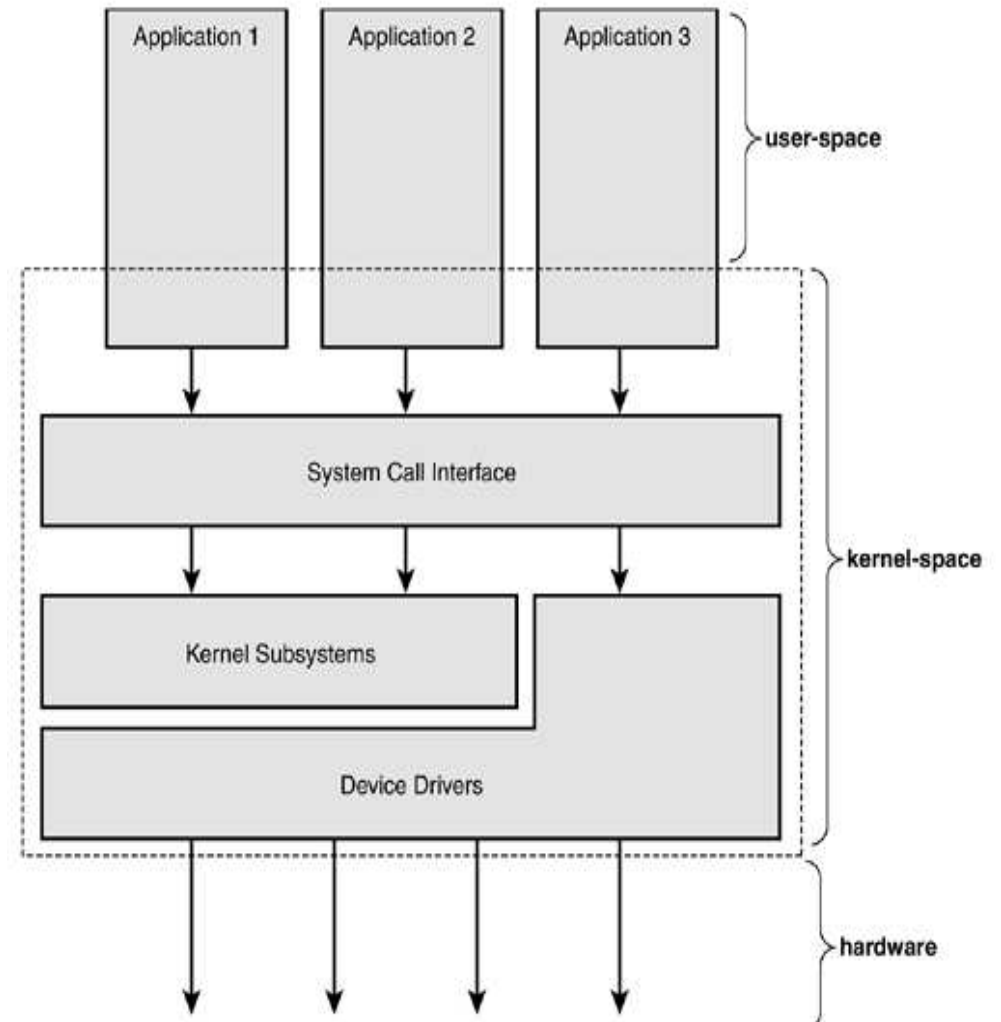 Application 1
Application 2
Application 3
user-space
System Call Interface
kernel-space
Kernel Subsystems
Device Drivers
hardware